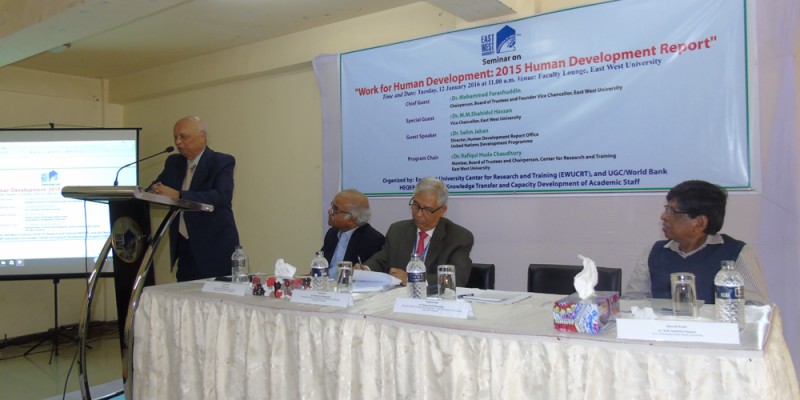 EAST
WEST
UNIVERSITY
Seminar on
"Work for Human Development: 2015 Human Development Report"
Time and Date: Tuesday, 12 January 2016 at 11.00 a.m. Venue: Faculty Lounge, East West University
Chief Guest : Dr. Mohammed Farashuddin
Chairperson, Board of Trustees and Founder Vice Chancellor, East West University
Special Guest : Dr. M.M. Shahidul Hassan
Vice Chancellor, East West University
Guest Speaker : Dr. Selim Jahan
Director, Human Development Report Office
United Nations Development Programme
Program Chair : Dr. Rafiqul Huda Chaudhury
Member, Board of Trustees and Chairperson, Center for Research and Training
East West University
Organized by: University Center for Research and Training (EWUCRT), and UGC/World Bank
HEQEP Knowledge Transfer and Capacity Development of Academic Staff
Development